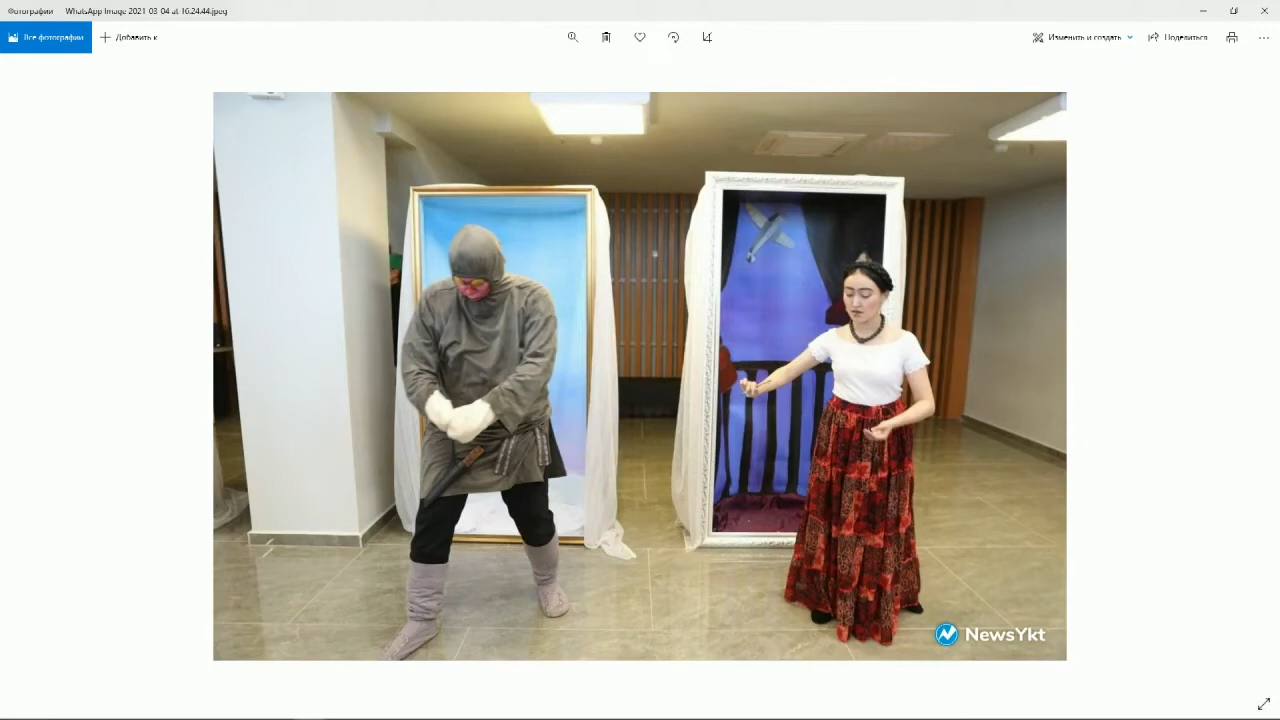 Фотографии
WhatsApp Image 2021-03-04 at 16.24.44.jpeg
Все фотографии
Добавить к
Изменить и создать
Поделиться
NewsYkt